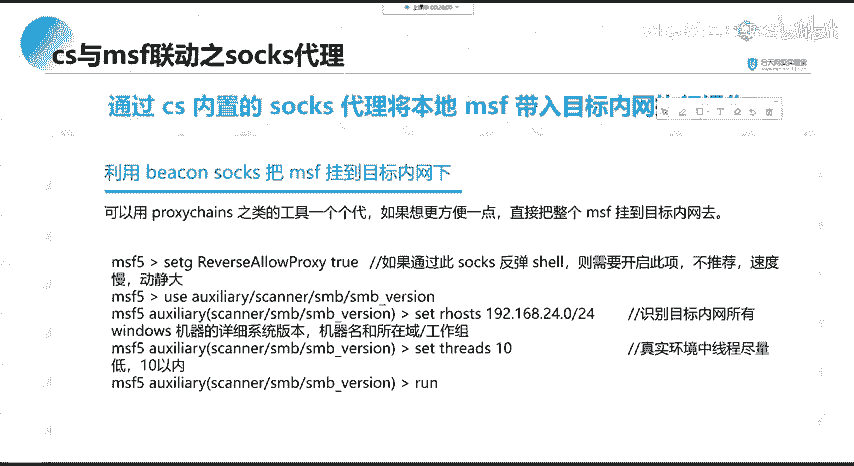 cs与msf联动之socks代理
通过 cs 内置的 socks 代理将本地 msf 带入目标内网
利用 beacon socks 把 msf 挂到目标内网下
可以用 proxychains 之类的工具一个个代，如果想更方便一点，直接把整个 msf 挂到目标内网去。
msf5 > setg ReverseAllowProxy true //如果通过此 socks 反弹 shell，则需要开启此项，不推荐，速度
慢，动静大
msf5 > use auxiliary/scanner/smb/smb_version
msf5 auxiliary(scanner/smb/smb_version) > set rhosts 192.168.24.0/24 //识别目标内网所有
windows 机器的详细系统版本，机器名和所在域/工作组
msf5 auxiliary(scanner/smb/smb_version) > set threads 10 //真实环境中线程尽量
低，10以内
msf5 auxiliary(scanner/smb/smb_version) > run